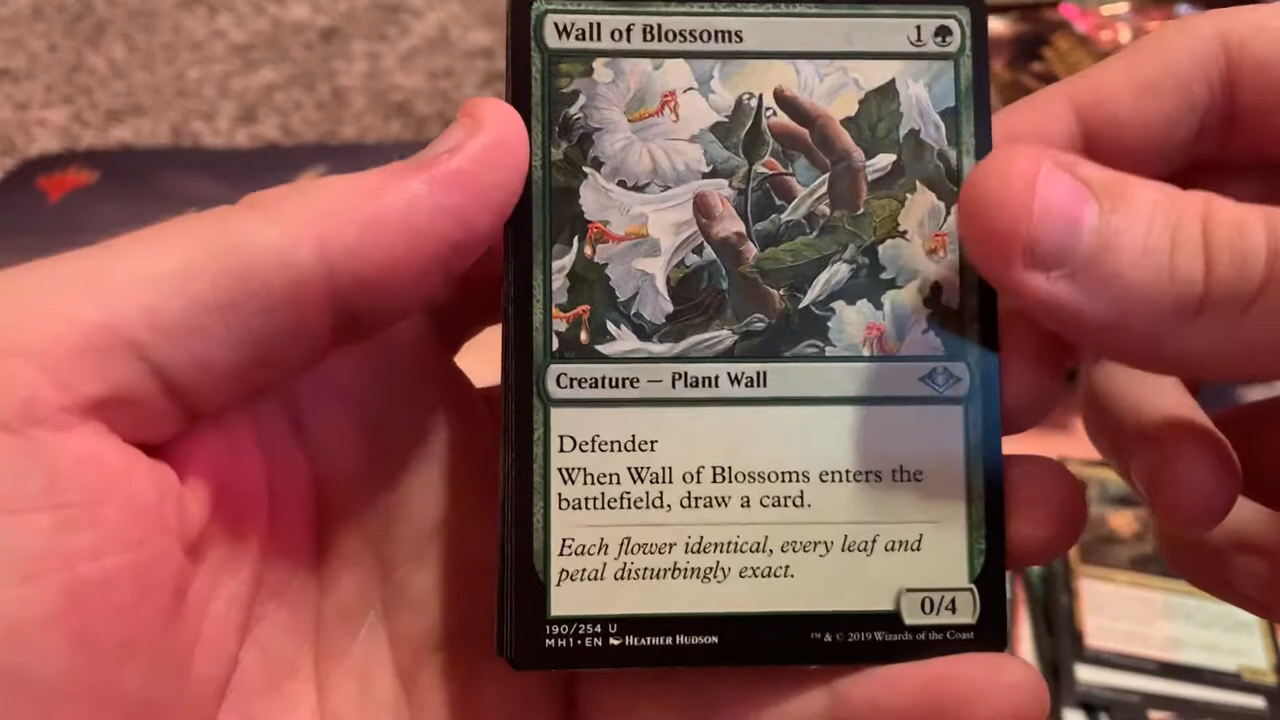 Wall of Blossoms 1
Creature — Plant Wall
Defender
When Wall of Blossoms enters the
battlefield, draw a card.
Each flower identical, every leaf and
petal disturbingly exact.
0/4
190/254 U
MH1 • EN Heather Hudson
™ & © 2019 Wizards of the Coast